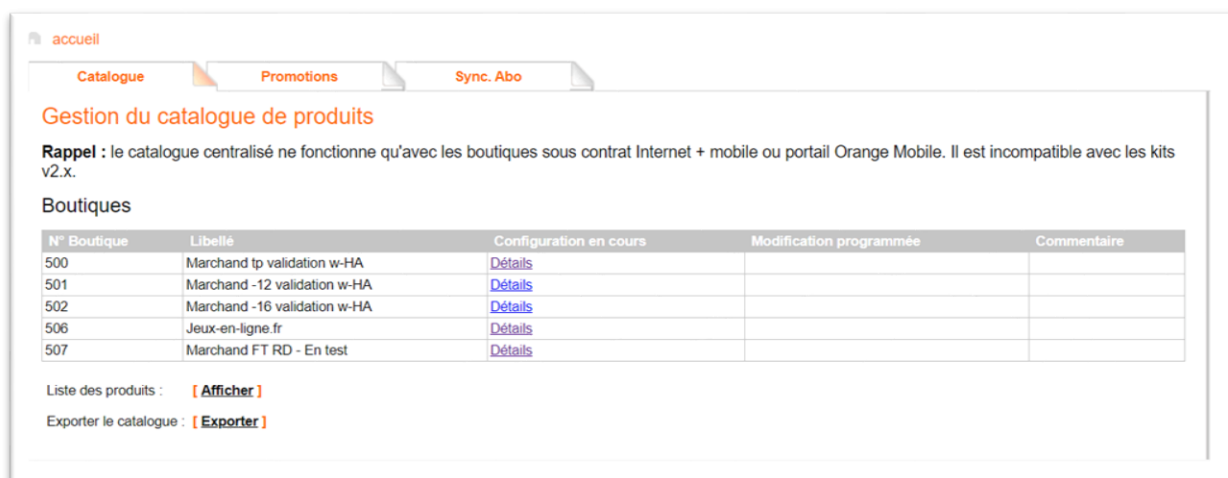 accueil
Catalogue Promotions Sync. Abo
Gestion du catalogue de produits
Rappel : le catalogue centralisé ne fonctionne qu'avec les boutiques sous contrat Internet + mobile ou portail Orange Mobile. Il est incompatible avec les kits
v2.x.
Boutiques
N° Boutique Libellé Configuration en cours Modification programmée Commentaire
500 Marchand tp validation w-HA Détails
501 Marchand -12 validation w-HA Détails
502 Marchand -16 validation w-HA Détails
506 Jeux-en-ligne.fr Détails
507 Marchand FT RD - En test Détails
Liste des produits : [ Afficher ]
Exporter le catalogue : [ Exporter ]